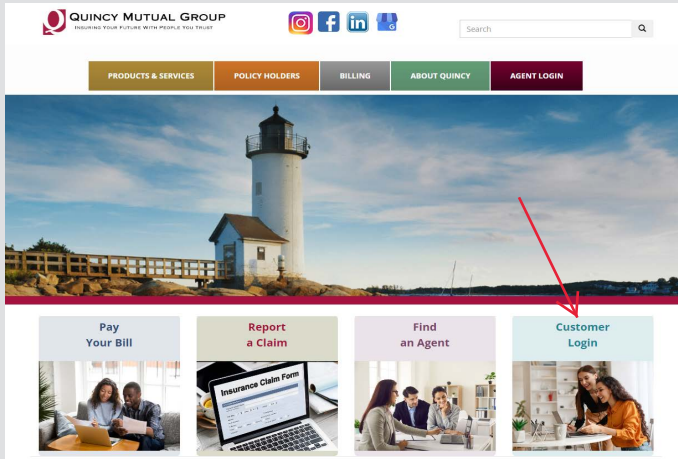 QUINCY MUTUAL GROUP
INSURING YOUR FUTURE WITH PEOPLE YOU TRUST
Search
PRODUCTS & SERVICES
POLICY HOLDERS
BILLING
ABOUT QUINCY
AGENT LOGIN
Pay
Your Bill
Report
a Claim
Find
an Agent
Customer
Login
Insurance Claim Form